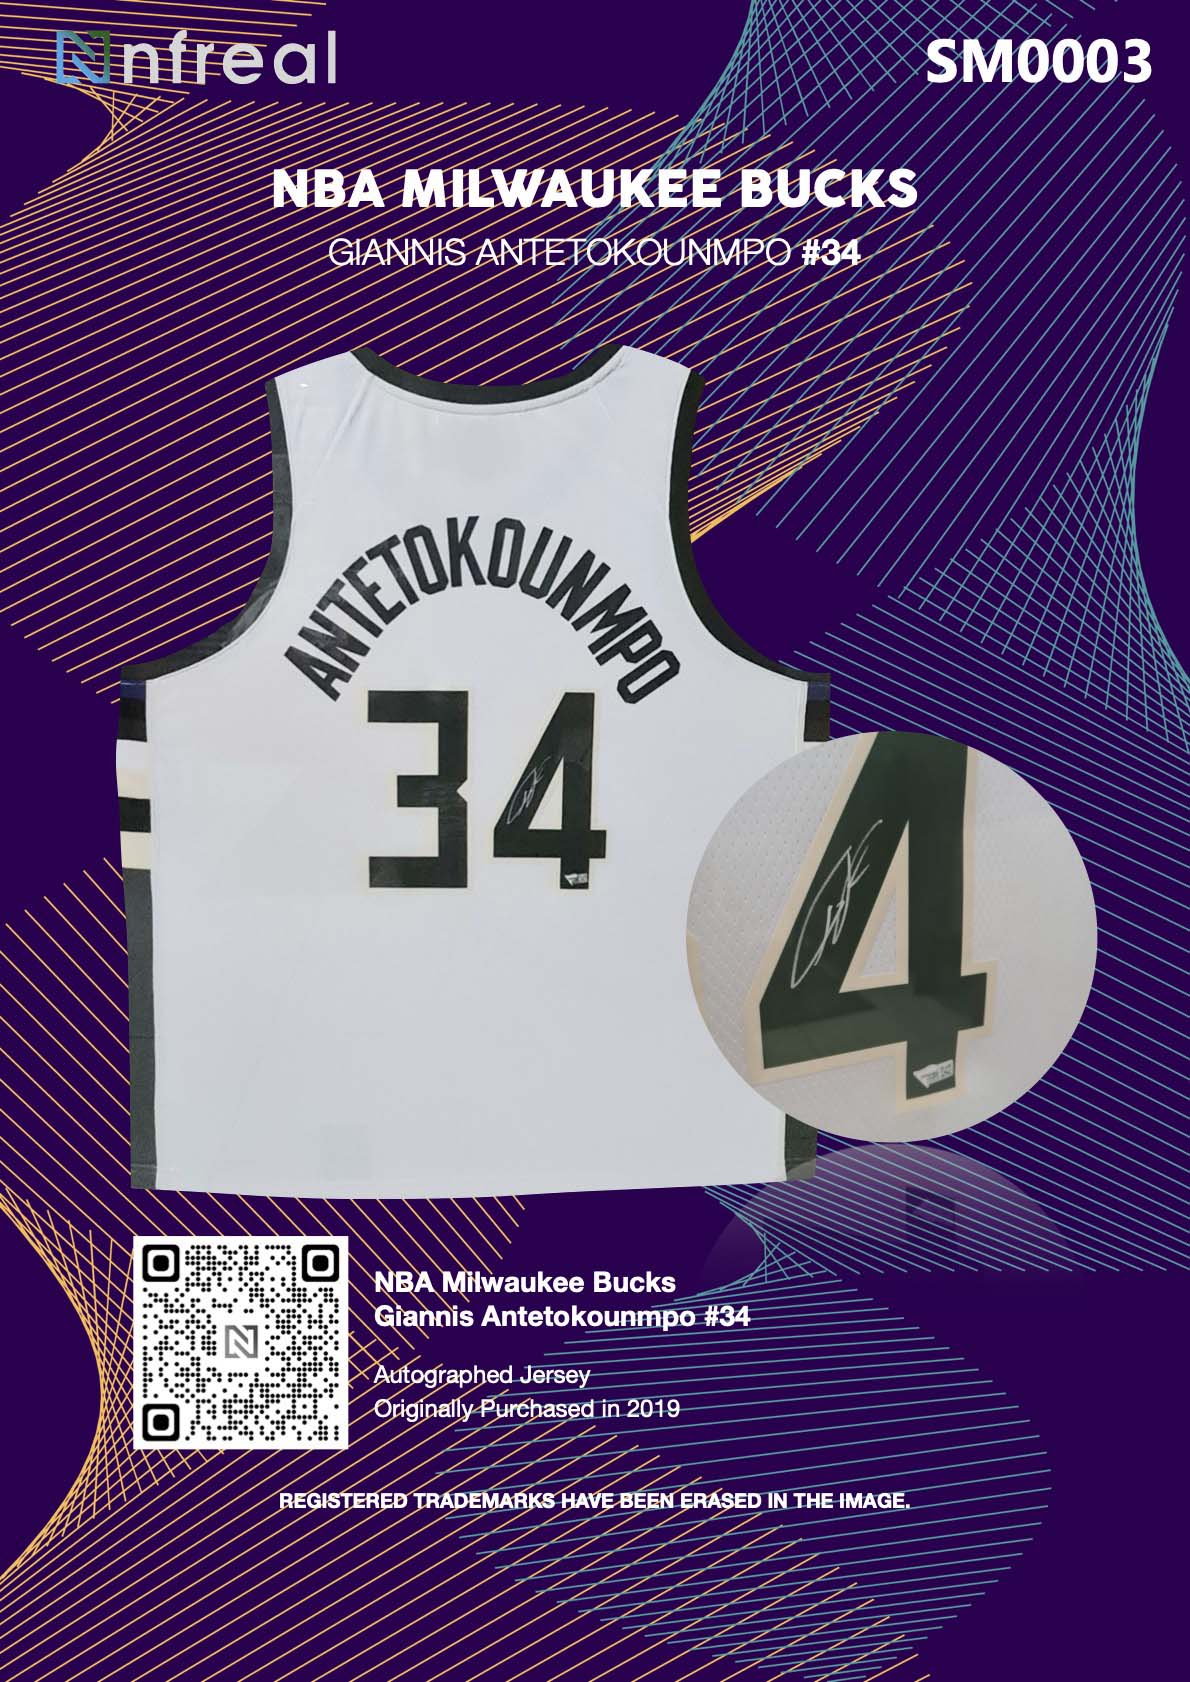 nfreal
SM0003
NBA MILWAUKEE BUCKS
GIANNIS ANTETOKOUNMPO #34
ANTETOKOUNMPO
34
4
NBA Milwaukee Bucks
Giannis Antetokounmpo #34
Autographed Jersey
Originally Purchased in 2019
REGISTERED TRADEMARKS HAVE BEEN ERASED IN THE IMAGE.